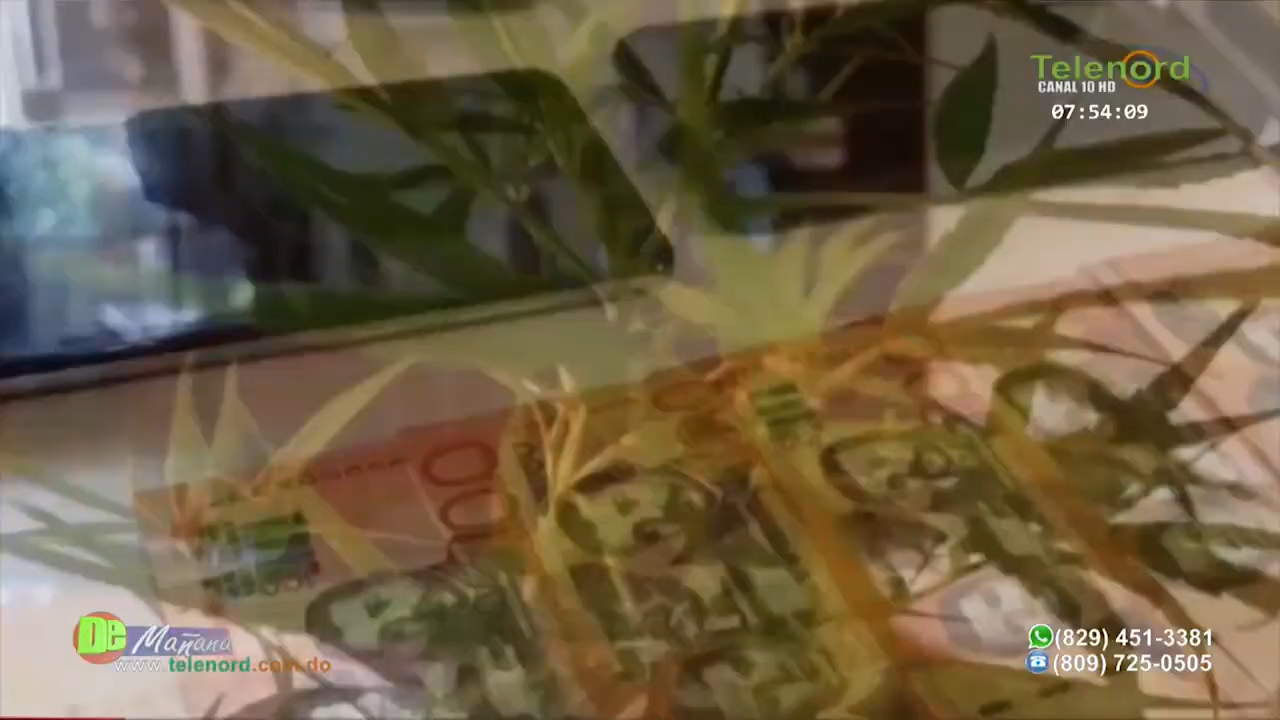 Telenord
CANAL 10 HD
07:54:09
De Mañana
www.telenord.com.do
(829) 451-3381
(809) 725-0505